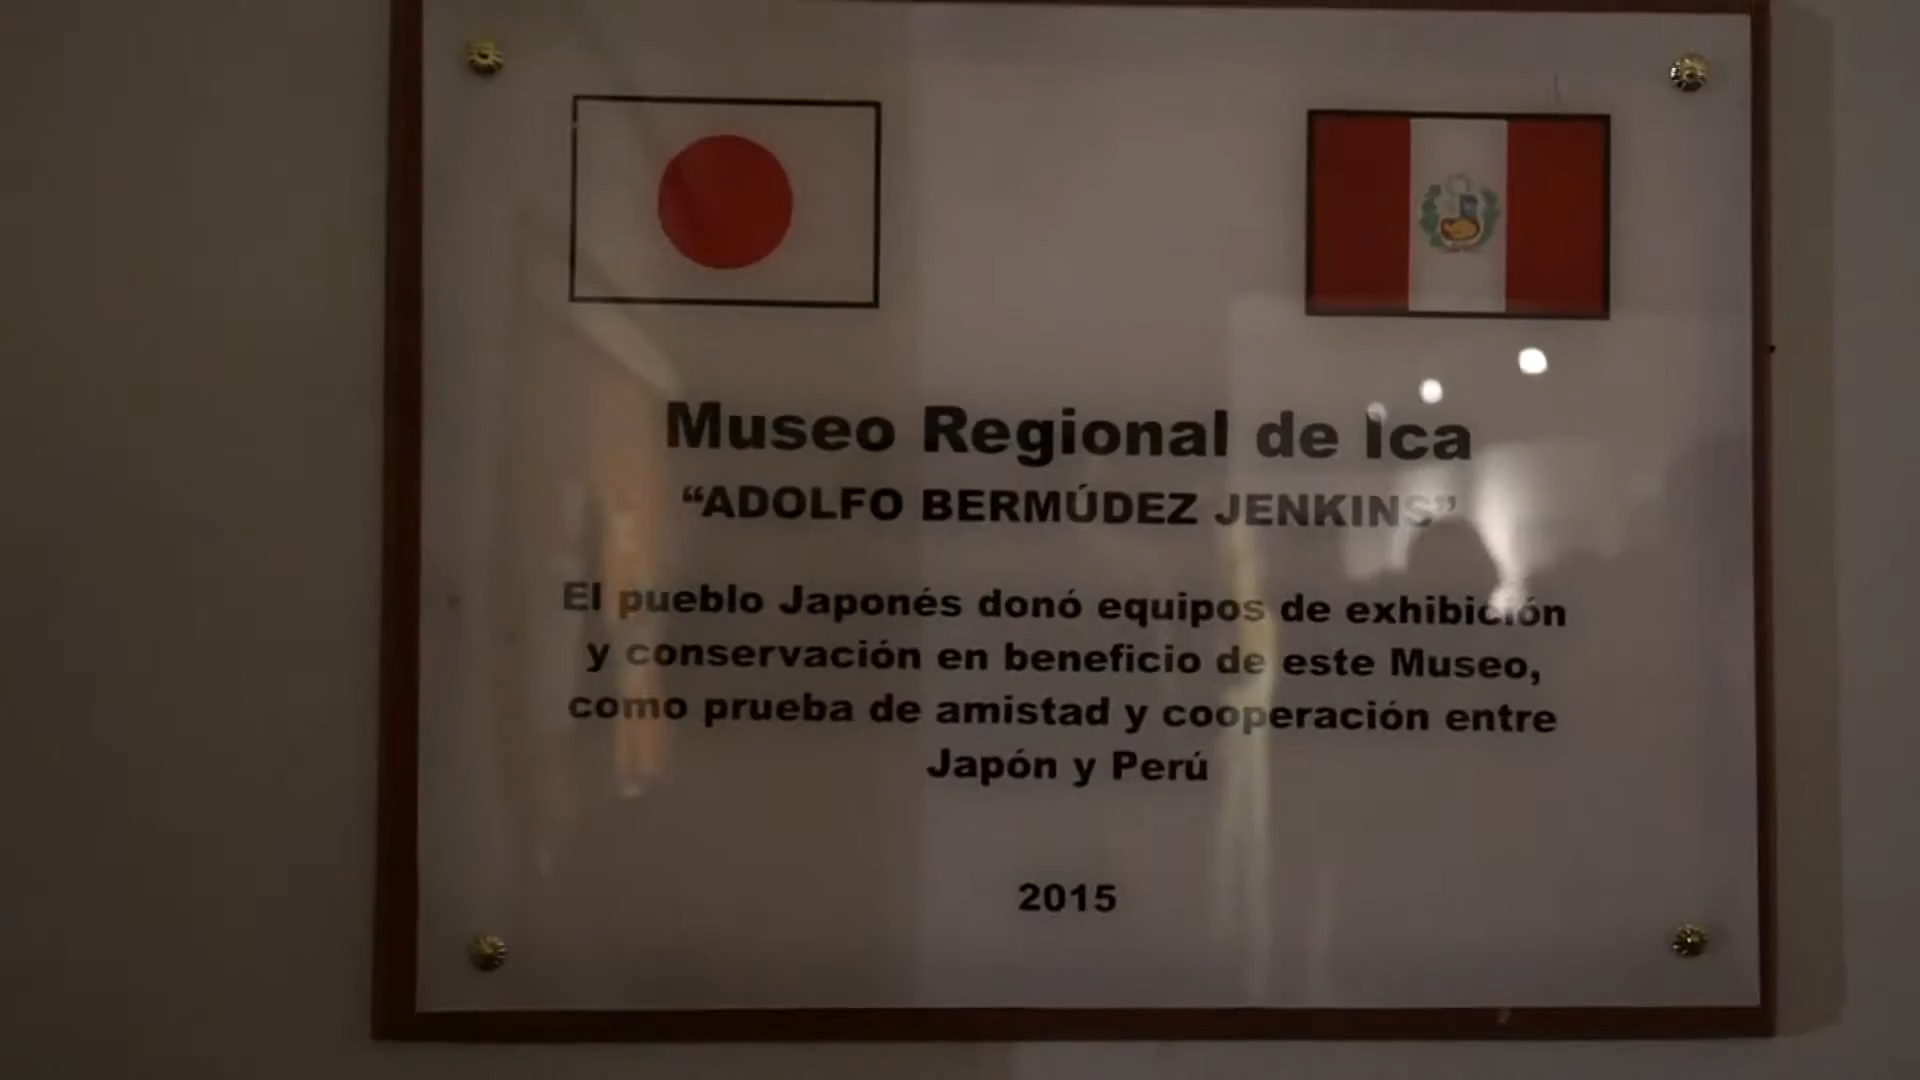 Museo Regional de Ica
“ADOLFO BERMÚDEZ JENKINS”
El pueblo Japonés donó equipos de exhibición
y conservación en beneficio de este Museo,
como prueba de amistad y cooperación entre
Japón y Perú
2015